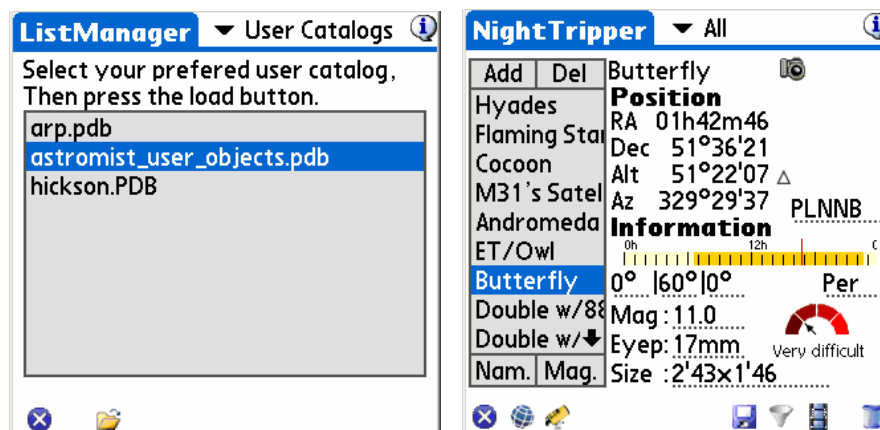 ListManager ▼ User Catalogs
Select your prefered user catalog,
Then press the load button.
arp.pdb
astromist_user_objects.pdb
hickson.PDB
NightTripper ▼ All
Add Del
Hyades
Flaming Star
Cocoon
M31's Satel
Andromeda
ET/Owl
Butterfly
Double w/88
Double w/
Nam. Mag.
Butterfly
Position
RA 01h42m46
Dec 51°36'21
Alt 51°22'07 △
Az 329°29'37
PLNNB
Information
0h 12h
0° |60°|0° Per
Mag : 11.0
Eyep: 17mm
Very difficult
Size : 2'43x1'46